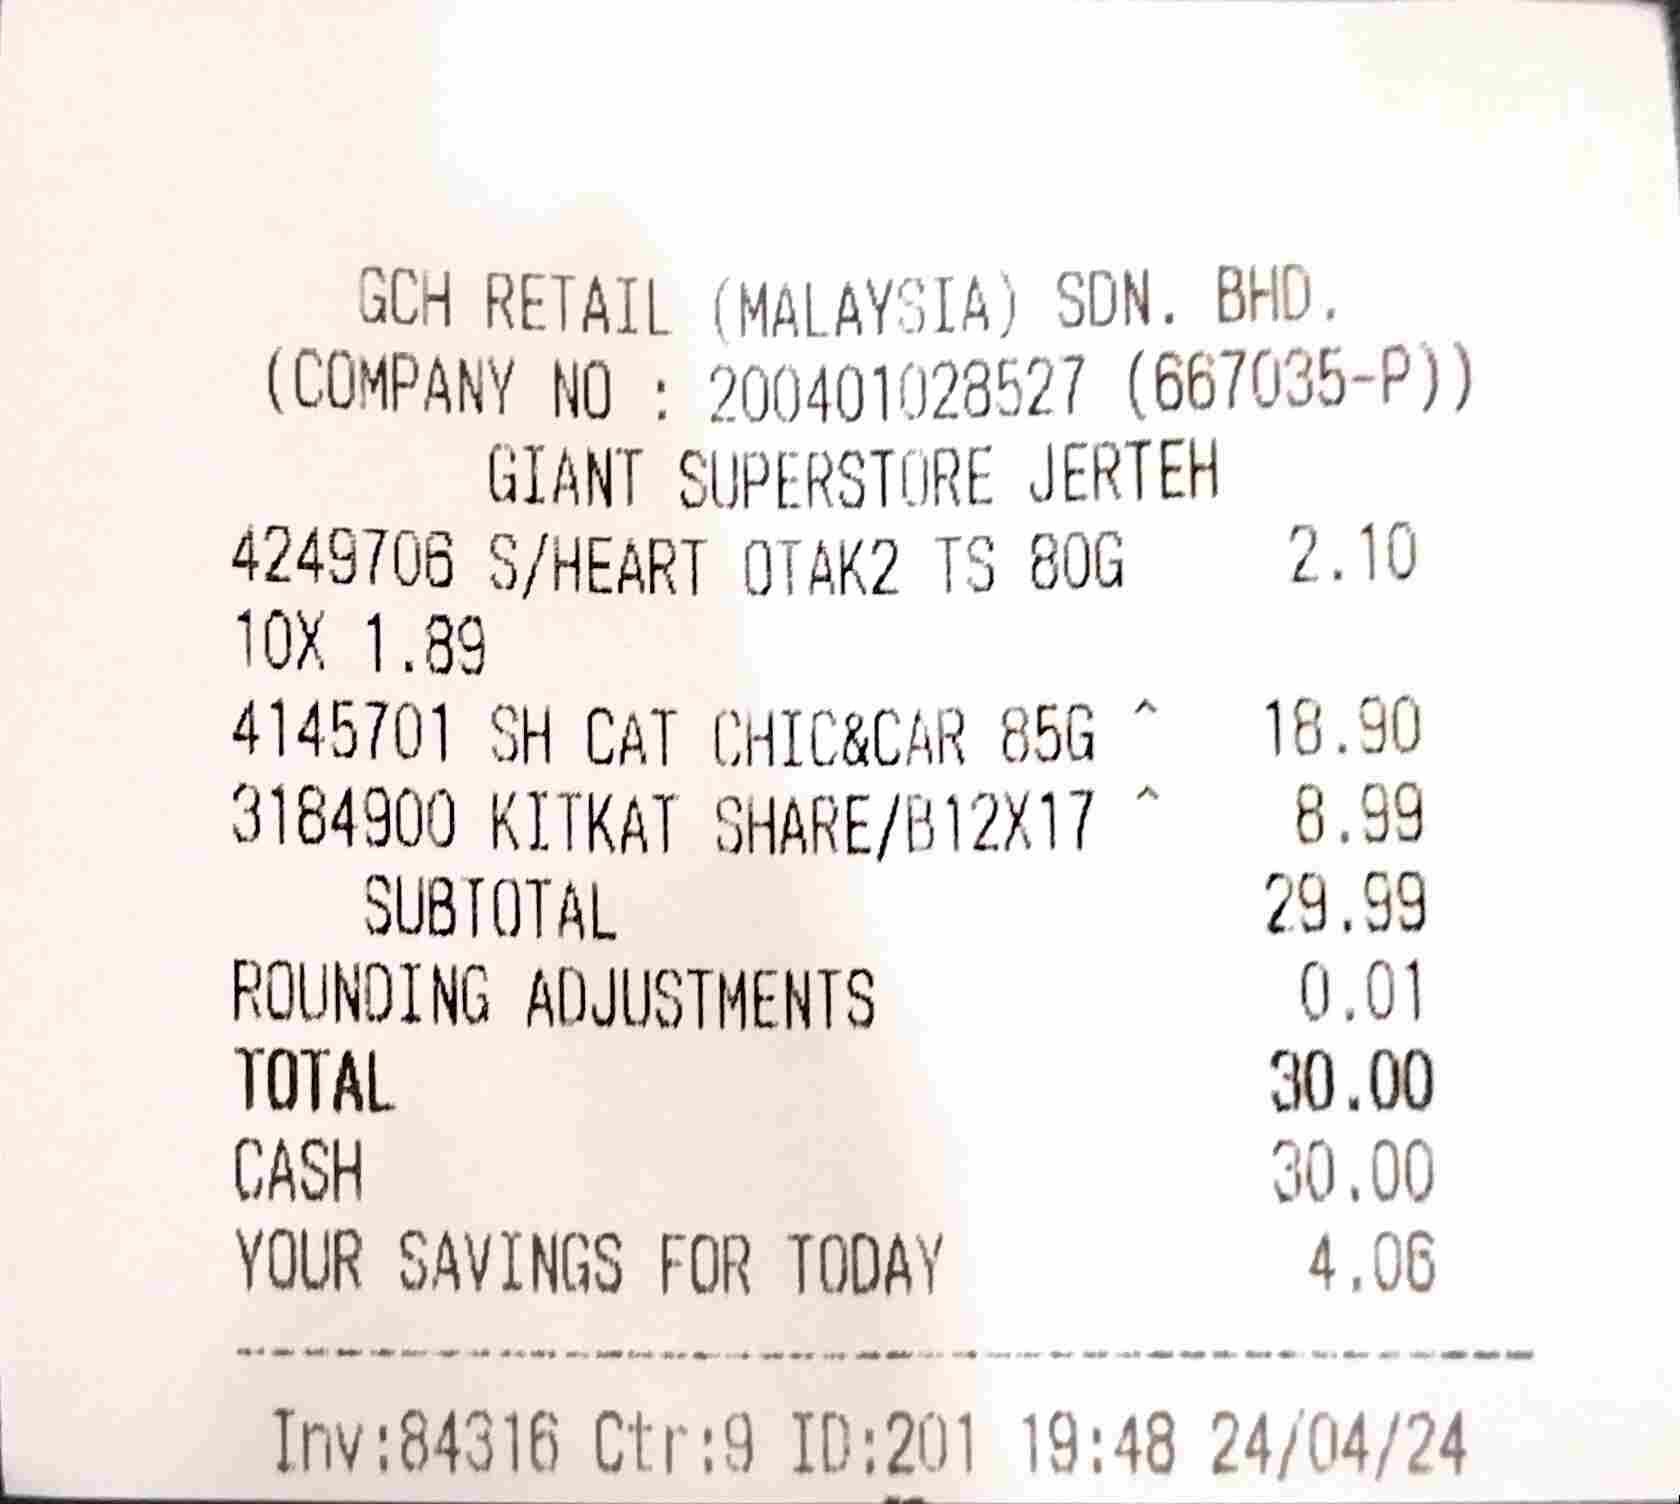 GCH RETAIL (MALAYSIA) SDN. BHD.
(COMPANY NO : 200401028527 (667035-P))
GIANT SUPERSTORE JERTEH
4249706 S/HEART OTAK2 TS 80G 2.10
10X 1.89
4145701 SH CAT CHIC&CAR 85G ^ 18.90
3184900 KITKAT SHARE/B12X17 ^ 8.99
SUBTOTAL 29.99
ROUNDING ADJUSTMENTS 0.01
TOTAL 30.00
CASH 30.00
YOUR SAVINGS FOR TODAY 4.06
Inv:84316 Ctr:9 ID:201 19:48 24/04/24